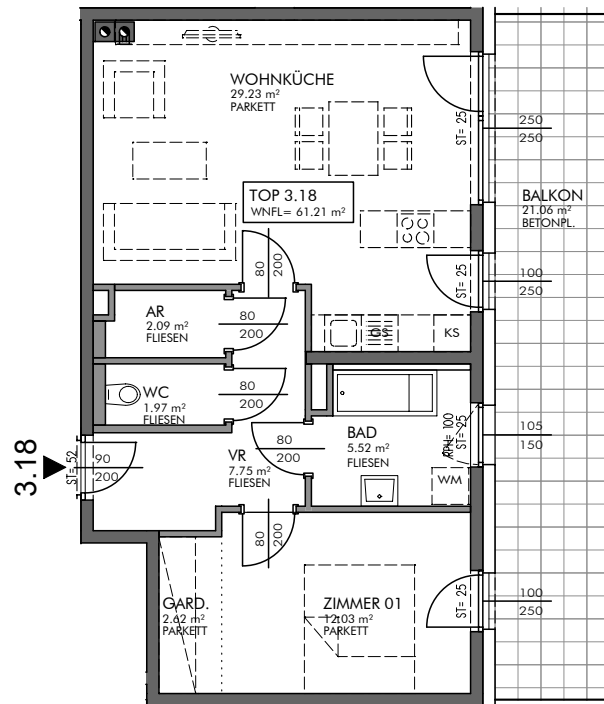 WOHNKÜCHE
29.23 m²
PARKETT
ST= 25
250
250
TOP 3.18
WNFL= 61.21 m²
BALKON
21.06 m²
BETONPL.
80
200
ST= 25
100
250
AR
2.09 m²
FLIESEN
80
200
GS
KS
WC
1.97 m²
FLIESEN
80
200
3.18
ST= 52
90
200
VR
7.75 m²
FLIESEN
80
200
BAD
5.52 m²
FLIESEN
RPH= 100
ST= 25
105
150
WM
80
200
GARD.
2.62 m²
PARKETT
ZIMMER 01
12.03 m²
PARKETT
ST= 25
100
250